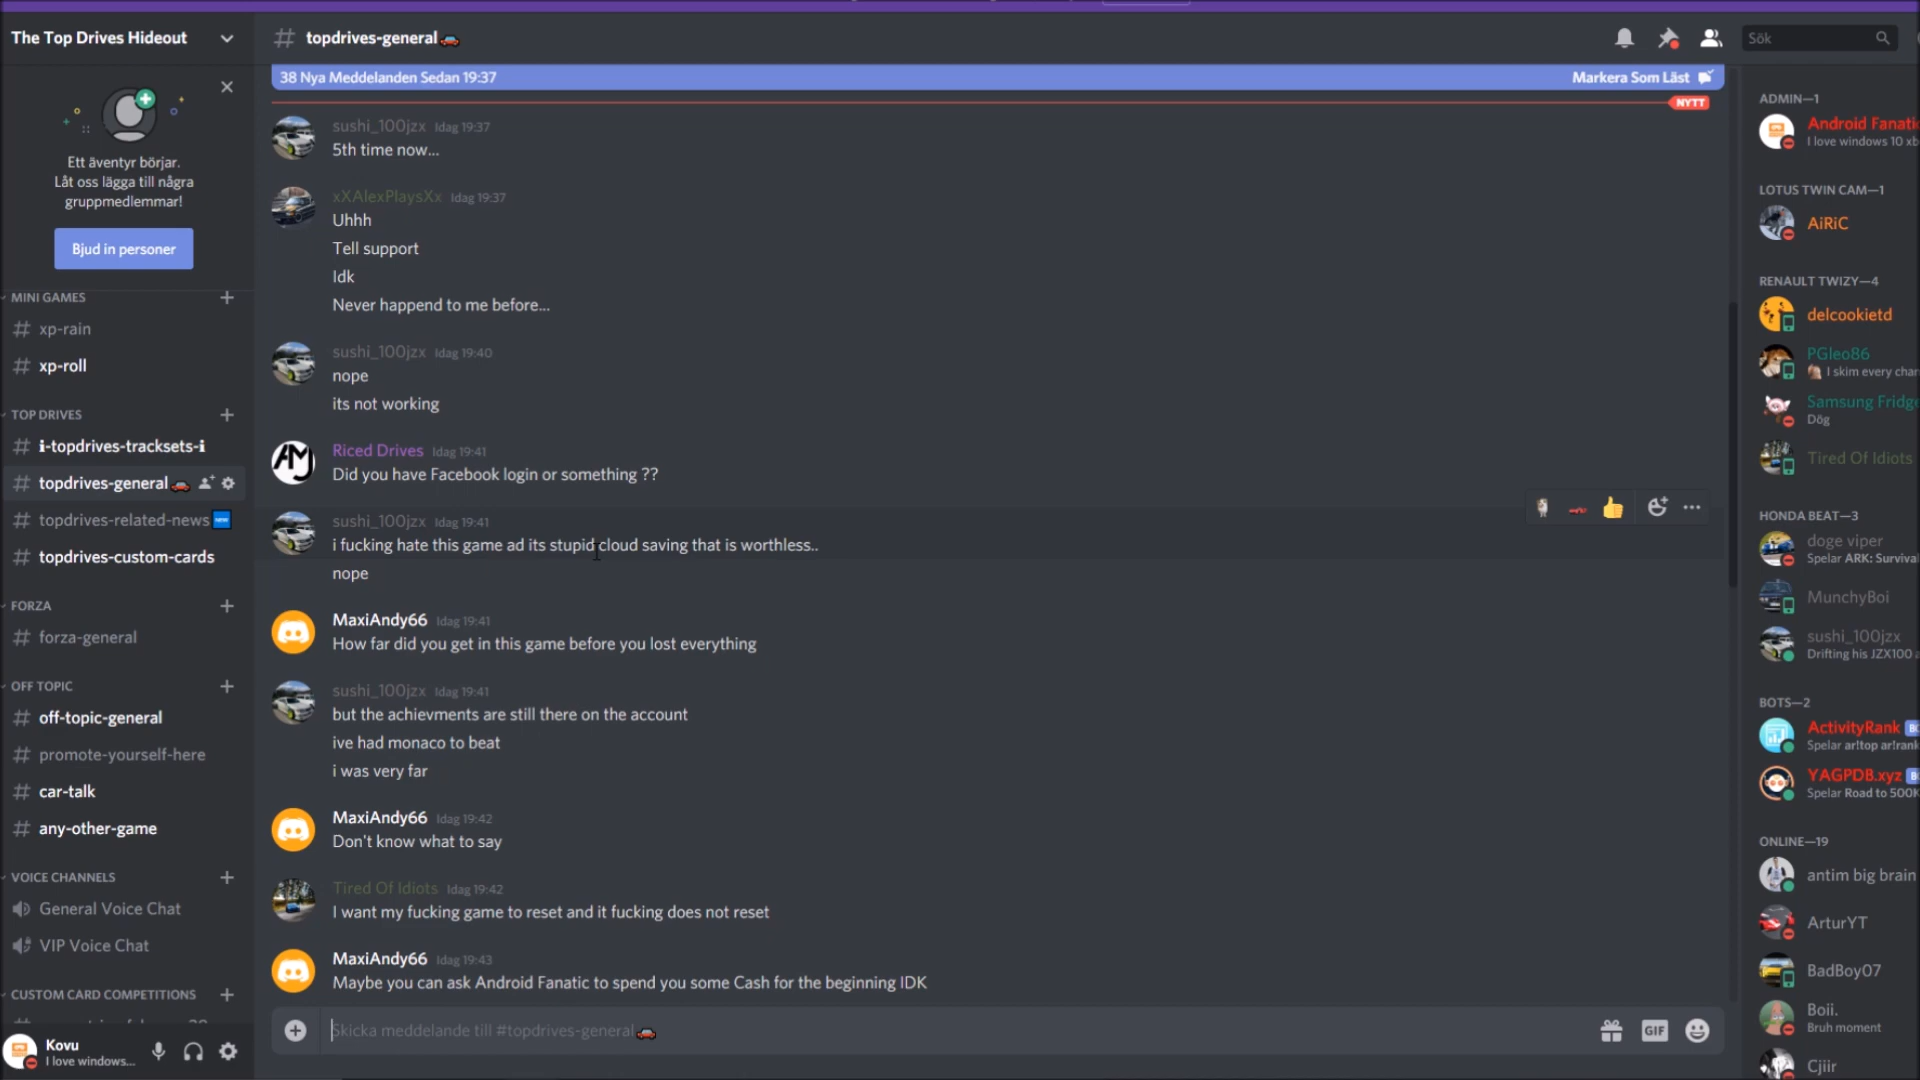 The Top Drives Hideout
Ett äventyr börjar.
Låt oss lägga till några
gruppmedlemmar!
Bjud in personer
MINI GAMES
xp-rain
xp-roll
TOP DRIVES
i-topdrives-tracksets-i
topdrives-general
topdrives-related-news
topdrives-custom-cards
FORZA
forza-general
OFF TOPIC
off-topic-general
promote-yourself-here
car-talk
any-other-game
VOICE CHANNELS
General Voice Chat
VIP Voice Chat
CUSTOM CARD COMPETITIONS
Kovu
I love windows...
# topdrives-general
Sök
38 Nya Meddelanden Sedan 19:37
Markera Som Läst
NYTT
sushi_100jzx Idag 19:37
5th time now...
xXAlexPlaysXx Idag 19:37
Uhhh
Tell support
Idk
Never happend to me before...
sushi_100jzx Idag 19:40
nope
its not working
AMJ
Riced Drives Idag 19:41
Did you have Facebook login or something ??
sushi_100jzx Idag 19:41
i fucking hate this game ad its stupid cloud saving that is worthless..
nope
MaxiAndy66 Idag 19:41
How far did you get in this game before you lost everything
sushi_100jzx Idag 19:41
but the achievments are still there on the account
ive had monaco to beat
i was very far
MaxiAndy66 Idag 19:42
Don't know what to say
Tired Of Idiots Idag 19:42
I want my fucking game to reset and it fucking does not reset
MaxiAndy66 Idag 19:43
Maybe you can ask Android Fanatic to spend you some Cash for the beginning IDK
Skicka meddelande till #topdrives-general
GIF
ADMIN—1
Android Fanati
I love windows 10 xb
LOTUS TWIN CAM—1
AiRiC
RENAULT TWIZY—4
delcookietd
PGleo86
I skim every char
Samsung Fridge
Dög
Tired Of Idiots
HONDA BEAT—3
doge viper
Spelar ARK: Survival
MunchyBoi
sushi_100jzx
Drifting his JZX100 a
BOTS—2
ActivityRank
Spelar ar!top ar!rank
YAGPDB.xyz
Spelar Road to 500K
ONLINE—19
antim big brain
ArturYT
BadBoy07
Boii.
Bruh moment
Cjiir